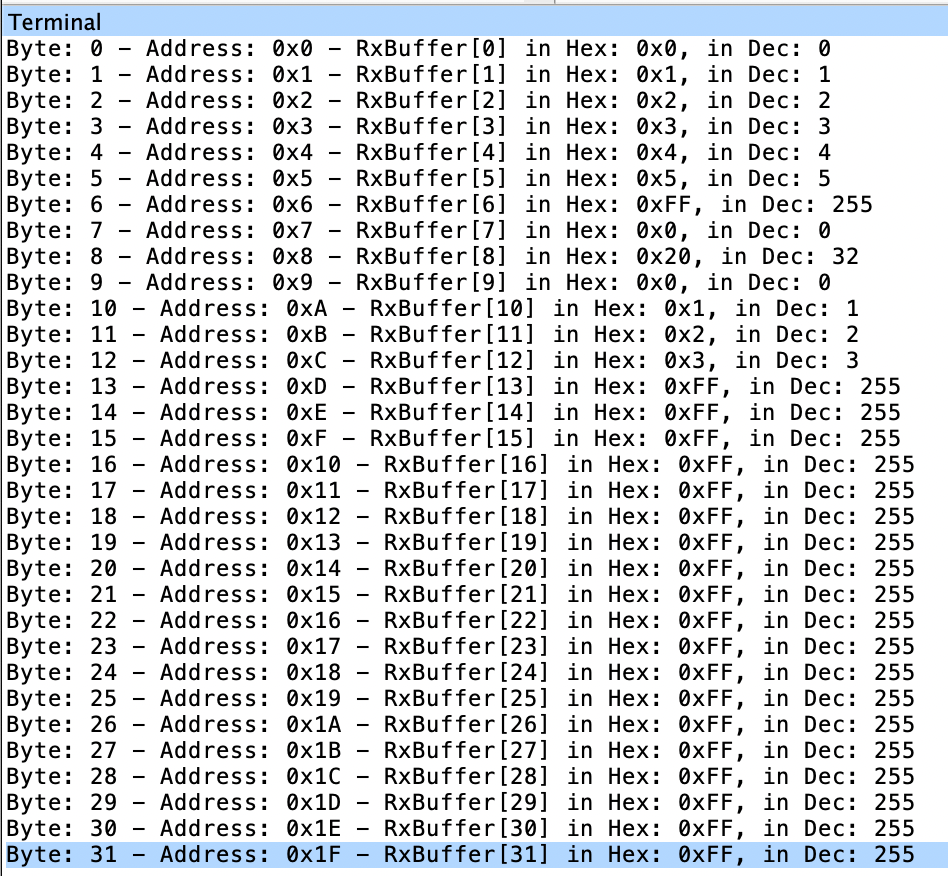 Terminal
Byte: 0 – Address: 0x0 – RxBuffer[0] in Hex: 0x0, in Dec: 0
Byte: 1 – Address: 0x1 – RxBuffer[1] in Hex: 0x1, in Dec: 1
Byte: 2 – Address: 0x2 – RxBuffer[2] in Hex: 0x2, in Dec: 2
Byte: 3 – Address: 0x3 – RxBuffer[3] in Hex: 0x3, in Dec: 3
Byte: 4 – Address: 0x4 – RxBuffer[4] in Hex: 0x4, in Dec: 4
Byte: 5 – Address: 0x5 – RxBuffer[5] in Hex: 0x5, in Dec: 5
Byte: 6 – Address: 0x6 – RxBuffer[6] in Hex: 0xFF, in Dec: 255
Byte: 7 – Address: 0x7 – RxBuffer[7] in Hex: 0x0, in Dec: 0
Byte: 8 – Address: 0x8 – RxBuffer[8] in Hex: 0x20, in Dec: 32
Byte: 9 – Address: 0x9 – RxBuffer[9] in Hex: 0x0, in Dec: 0
Byte: 10 – Address: 0xA – RxBuffer[10] in Hex: 0x1, in Dec: 1
Byte: 11 – Address: 0xB – RxBuffer[11] in Hex: 0x2, in Dec: 2
Byte: 12 – Address: 0xC – RxBuffer[12] in Hex: 0x3, in Dec: 3
Byte: 13 – Address: 0xD – RxBuffer[13] in Hex: 0xFF, in Dec: 255
Byte: 14 – Address: 0xE – RxBuffer[14] in Hex: 0xFF, in Dec: 255
Byte: 15 – Address: 0xF – RxBuffer[15] in Hex: 0xFF, in Dec: 255
Byte: 16 – Address: 0x10 – RxBuffer[16] in Hex: 0xFF, in Dec: 255
Byte: 17 – Address: 0x11 – RxBuffer[17] in Hex: 0xFF, in Dec: 255
Byte: 18 – Address: 0x12 – RxBuffer[18] in Hex: 0xFF, in Dec: 255
Byte: 19 – Address: 0x13 – RxBuffer[19] in Hex: 0xFF, in Dec: 255
Byte: 20 – Address: 0x14 – RxBuffer[20] in Hex: 0xFF, in Dec: 255
Byte: 21 – Address: 0x15 – RxBuffer[21] in Hex: 0xFF, in Dec: 255
Byte: 22 – Address: 0x16 – RxBuffer[22] in Hex: 0xFF, in Dec: 255
Byte: 23 – Address: 0x17 – RxBuffer[23] in Hex: 0xFF, in Dec: 255
Byte: 24 – Address: 0x18 – RxBuffer[24] in Hex: 0xFF, in Dec: 255
Byte: 25 – Address: 0x19 – RxBuffer[25] in Hex: 0xFF, in Dec: 255
Byte: 26 – Address: 0x1A – RxBuffer[26] in Hex: 0xFF, in Dec: 255
Byte: 27 – Address: 0x1B – RxBuffer[27] in Hex: 0xFF, in Dec: 255
Byte: 28 – Address: 0x1C – RxBuffer[28] in Hex: 0xFF, in Dec: 255
Byte: 29 – Address: 0x1D – RxBuffer[29] in Hex: 0xFF, in Dec: 255
Byte: 30 – Address: 0x1E – RxBuffer[30] in Hex: 0xFF, in Dec: 255
Byte: 31 – Address: 0x1F – RxBuffer[31] in Hex: 0xFF, in Dec: 255